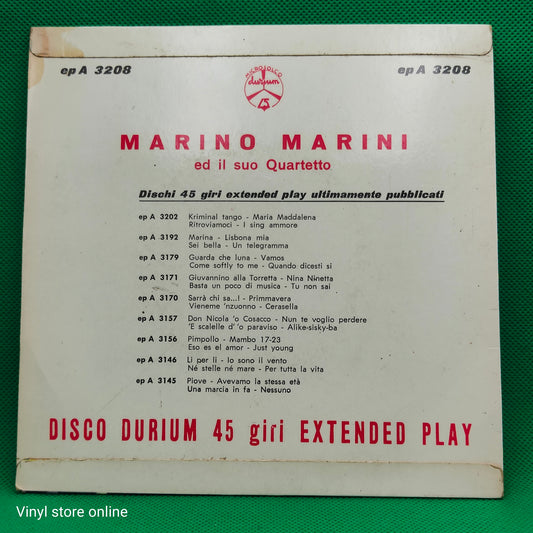 ep A 3208
MICROSOLCO
durium
45
ep A 3208
MARINO MARINI
ed il suo Quartetto
Dischi 45 giri extended play ultimamente pubblicati
ep A 3202 Kriminal tango - Maria Maddalena
Ritroviamoci - I sing ammore
ep A 3192 Marina - Lisbona mia
Sei bella - Un telegramma
ep A 3179 Guarda che luna - Vamos
Come softly to me - Quando dicesti si
ep A 3171 Giuvannino alla Torretta - Nina Ninetta
Basta un poco di musica - Tu non sai
ep A 3170 Sarrà chi sa...! - Primmavera
Vieneme 'nzuonno - Cerasella
ep A 3157 Don Nicola 'o Cosacco - Nun te voglio perdere
'E scalelle d' 'o paraviso - Alike-sisky-ba
ep A 3156 Pimpollo - Mambo 17-23
Eso es el amor - Just young
ep A 3146 Li per li - Io sono il vento
Né stelle né mare - Per tutta la vita
ep A 3145 Piove - Avevamo la stessa età
Una marcia in fa - Nessuno
DISCO DURIUM 45 giri EXTENDED PLAY
Vinyl store online